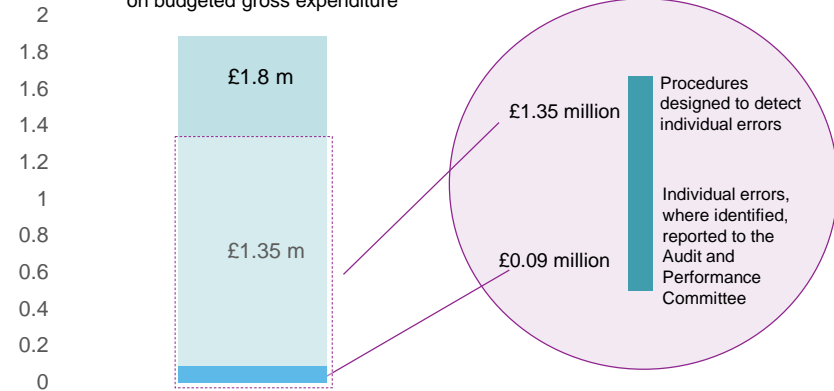 on budgeted gross expenditure
2
1.8
1.6
1.4
1.2
1
0.8
0.6
0.4
0.2
0
£1.8 m
£1.35 m
£1.35 million
£0.09 million
Procedures
designed to detect
individual errors
Individual errors,
where identified,
reported to the
Audit and
Performance
Committee